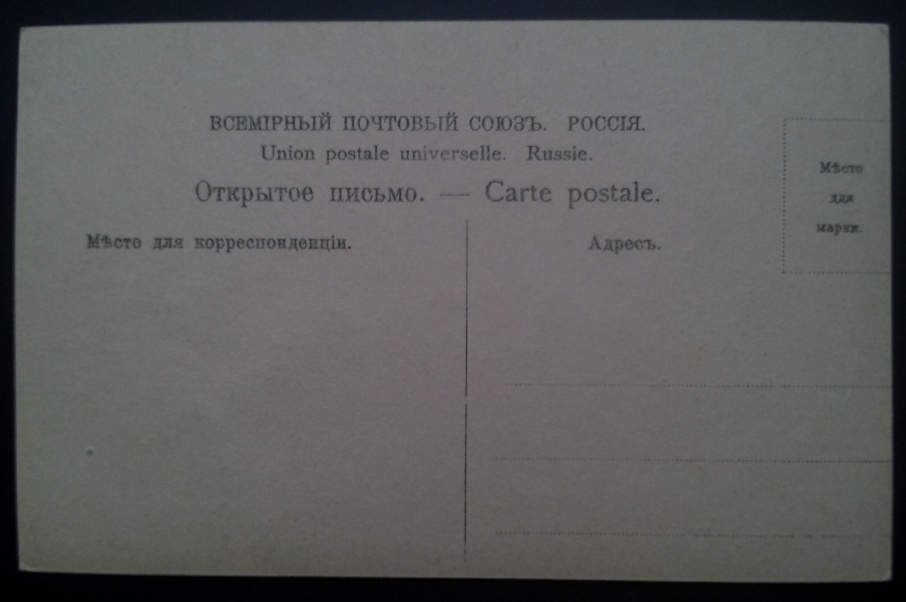 ВСЕМІРНЫЙ ПОЧТОВЫЙ СОЮЗЪ. РОССІЯ.
Union postale universelle. Russie.
Открытое письмо. — Carte postale.
Мѣсто для корреспонденціи.
Адресъ.
Мѣсто
для
марки.